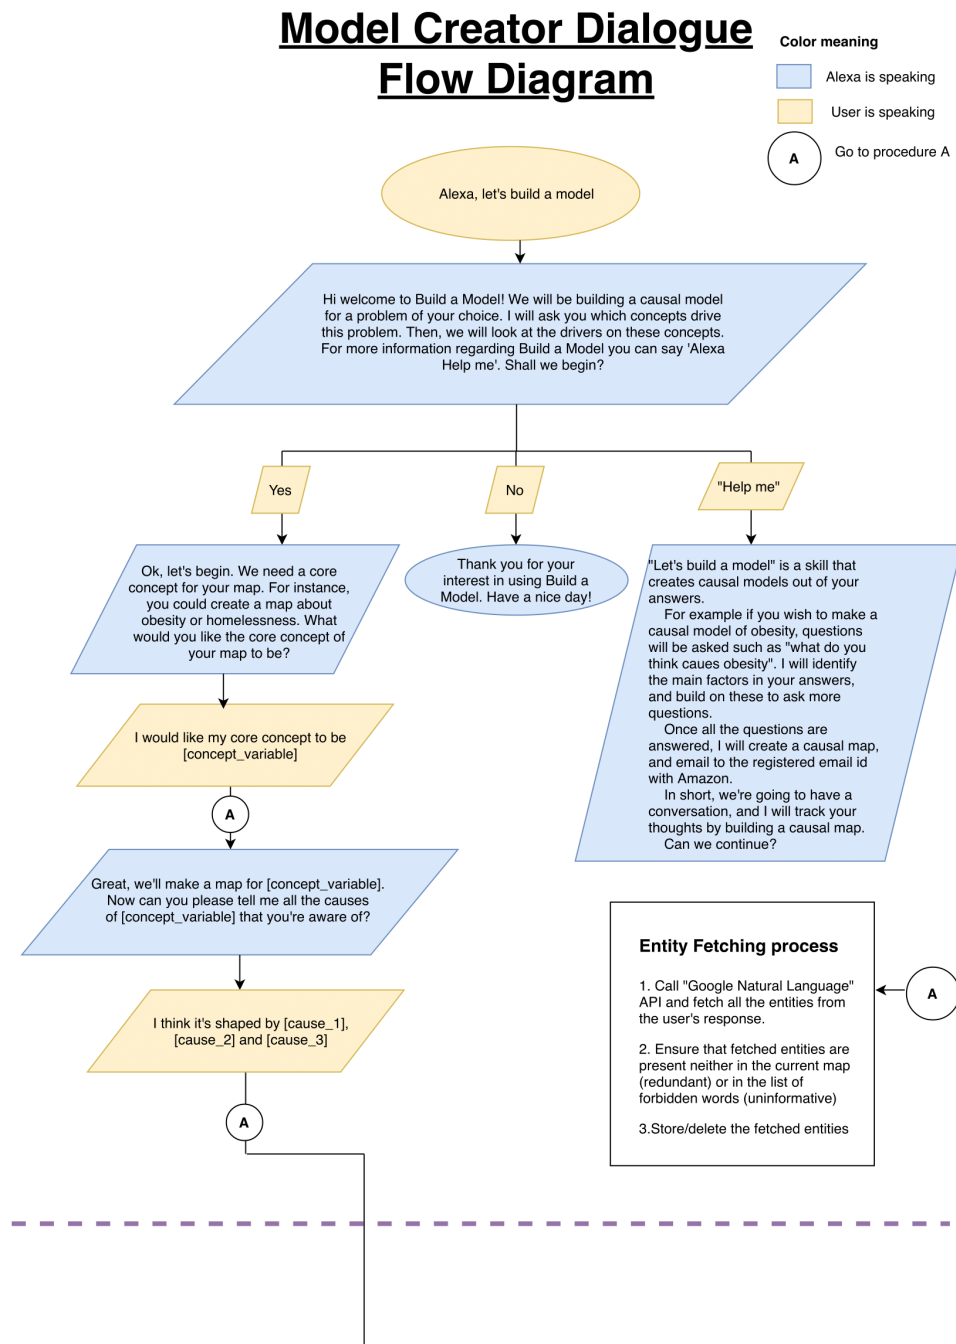 Model Creator Dialogue
Flow Diagram
Color meaning
Alexa is speaking
User is speaking
A
Go to procedure A
Alexa, let's build a model
Hi welcome to Build a Model! We will be building a causal model
for a problem of your choice. I will ask you which concepts drive
this problem. Then, we will look at the drivers on these concepts.
For more information regarding Build a Model you can say 'Alexa
Help me'. Shall we begin?
Yes
No
"Help me"
Ok, let's begin. We need a core
concept for your map. For instance,
you could create a map about
obesity or homelessness. What
would you like the core concept of
your map to be?
Thank you for your
interest in using Build a
Model. Have a nice day!
"Let's build a model" is a skill that
creates causal models out of your
answers.
For example if you wish to make a
causal model of obesity, questions
will be asked such as "what do you
think caues obesity". I will identify
the main factors in your answers,
and build on these to ask more
questions.
Once all the questions are
answered, I will create a causal map,
and email to the registered email id
with Amazon.
In short, we're going to have a
conversation, and I will track your
thoughts by building a causal map.
Can we continue?
I would like my core concept to be
[concept_variable]
A
Great, we'll make a map for [concept_variable].
Now can you please tell me all the causes
of [concept_variable] that you're aware of?
I think it's shaped by [cause_1],
[cause_2] and [cause_3]
A
Entity Fetching process
1. Call "Google Natural Language"
API and fetch all the entities from
the user's response.
2. Ensure that fetched entities are
present neither in the current map
(redundant) or in the list of
forbidden words (uninformative)
3.Store/delete the fetched entities
A